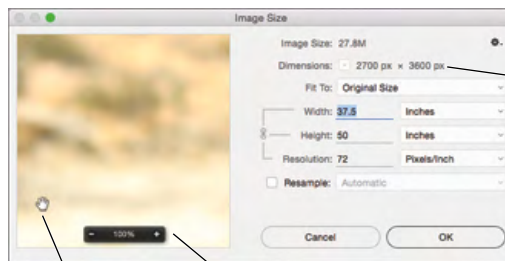 Image Size
Image Size: 27.8M
Dimensions: 2700 px × 3600 px
Fit To: Original Size
Width: 37.5 Inches
Height: 50 Inches
Resolution: 72 Pixels/Inch
Resample: Automatic
- 100% +
Cancel OK